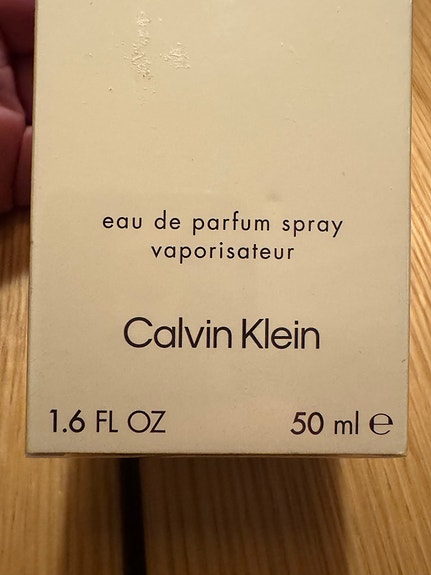 eau de parfum spray
vaporisateur
Calvin Klein
1.6 FL OZ 50 ml ℮